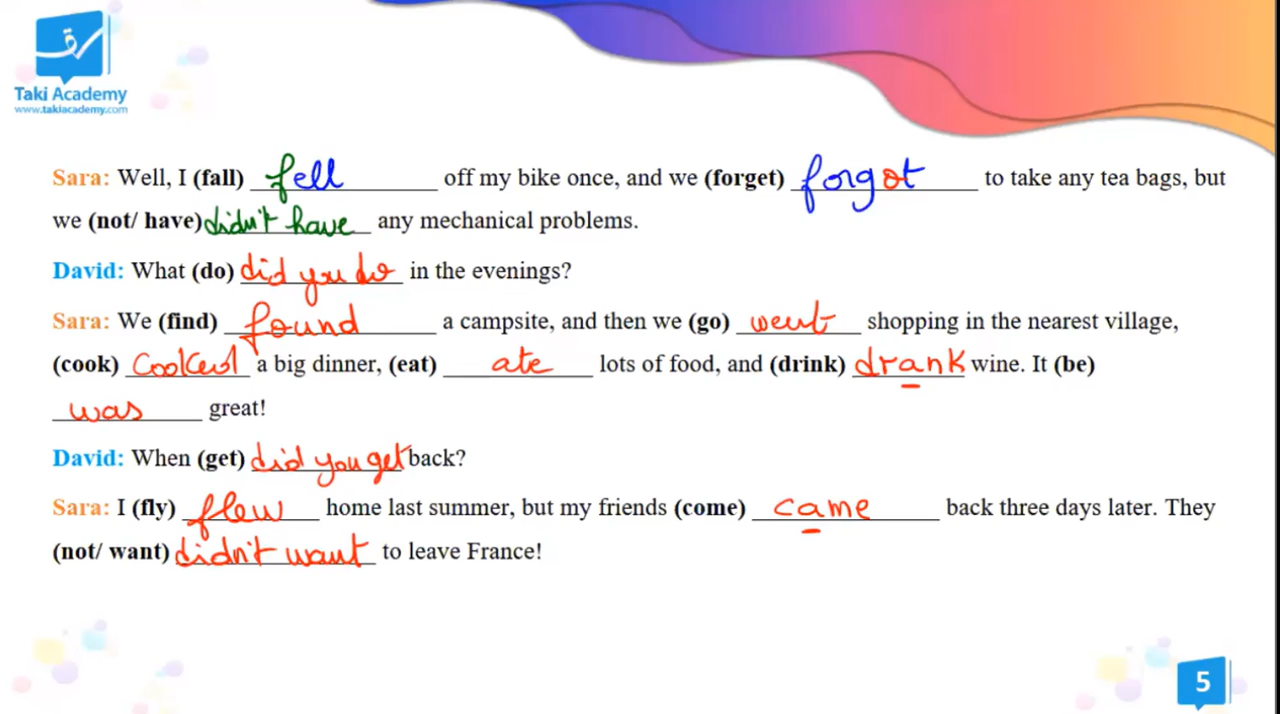 Taki Academy
www.takiacademy.com
Sara: Well, I (fall) fell off my bike once, and we (forget) forgot to take any tea bags, but
we (not/ have) didn't have any mechanical problems.
David: What (do) did you do in the evenings?
Sara: We (find) found a campsite, and then we (go) went shopping in the nearest village,
(cook) cooked a big dinner, (eat) ate lots of food, and (drink) drank wine. It (be)
was great!
David: When (get) did you get back?
Sara: I (fly) flew home last summer, but my friends (come) came back three days later. They
(not/ want) didn't want to leave France!
5